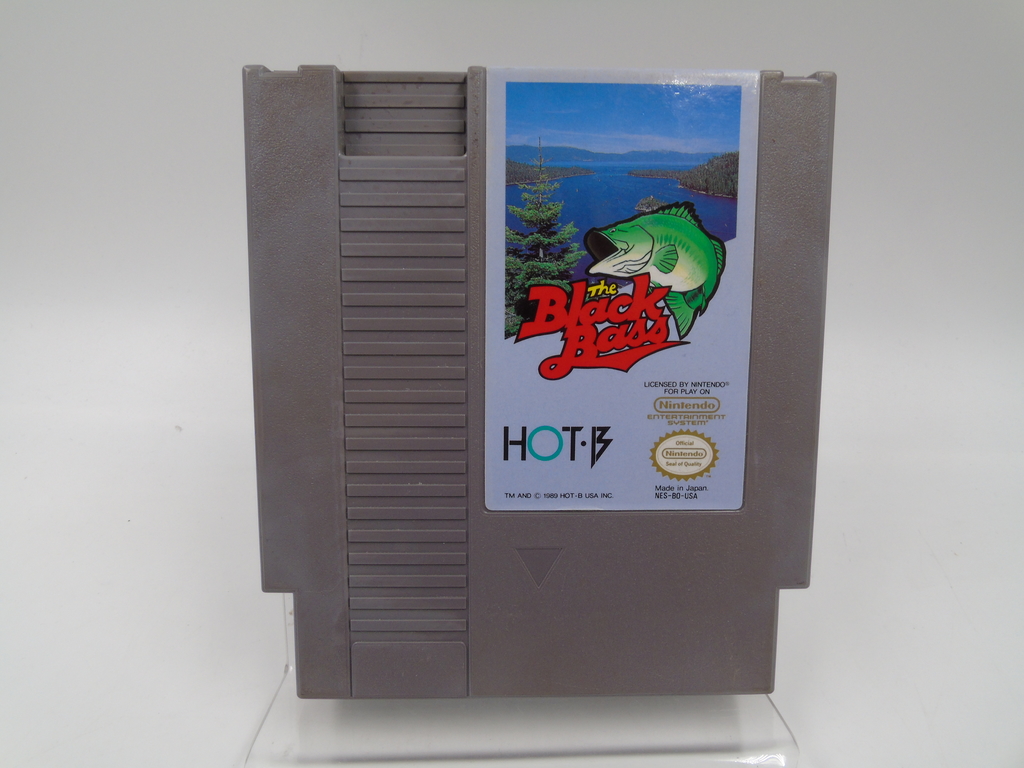 The
Black
Bass
LICENSED BY NINTENDO®
FOR PLAY ON
Nintendo
ENTERTAINMENT
SYSTEM®
HOT·B
Official
Nintendo
Seal of Quality
TM
TM AND © 1989 HOT-B USA INC.
Made in Japan.
NES-BO-USA